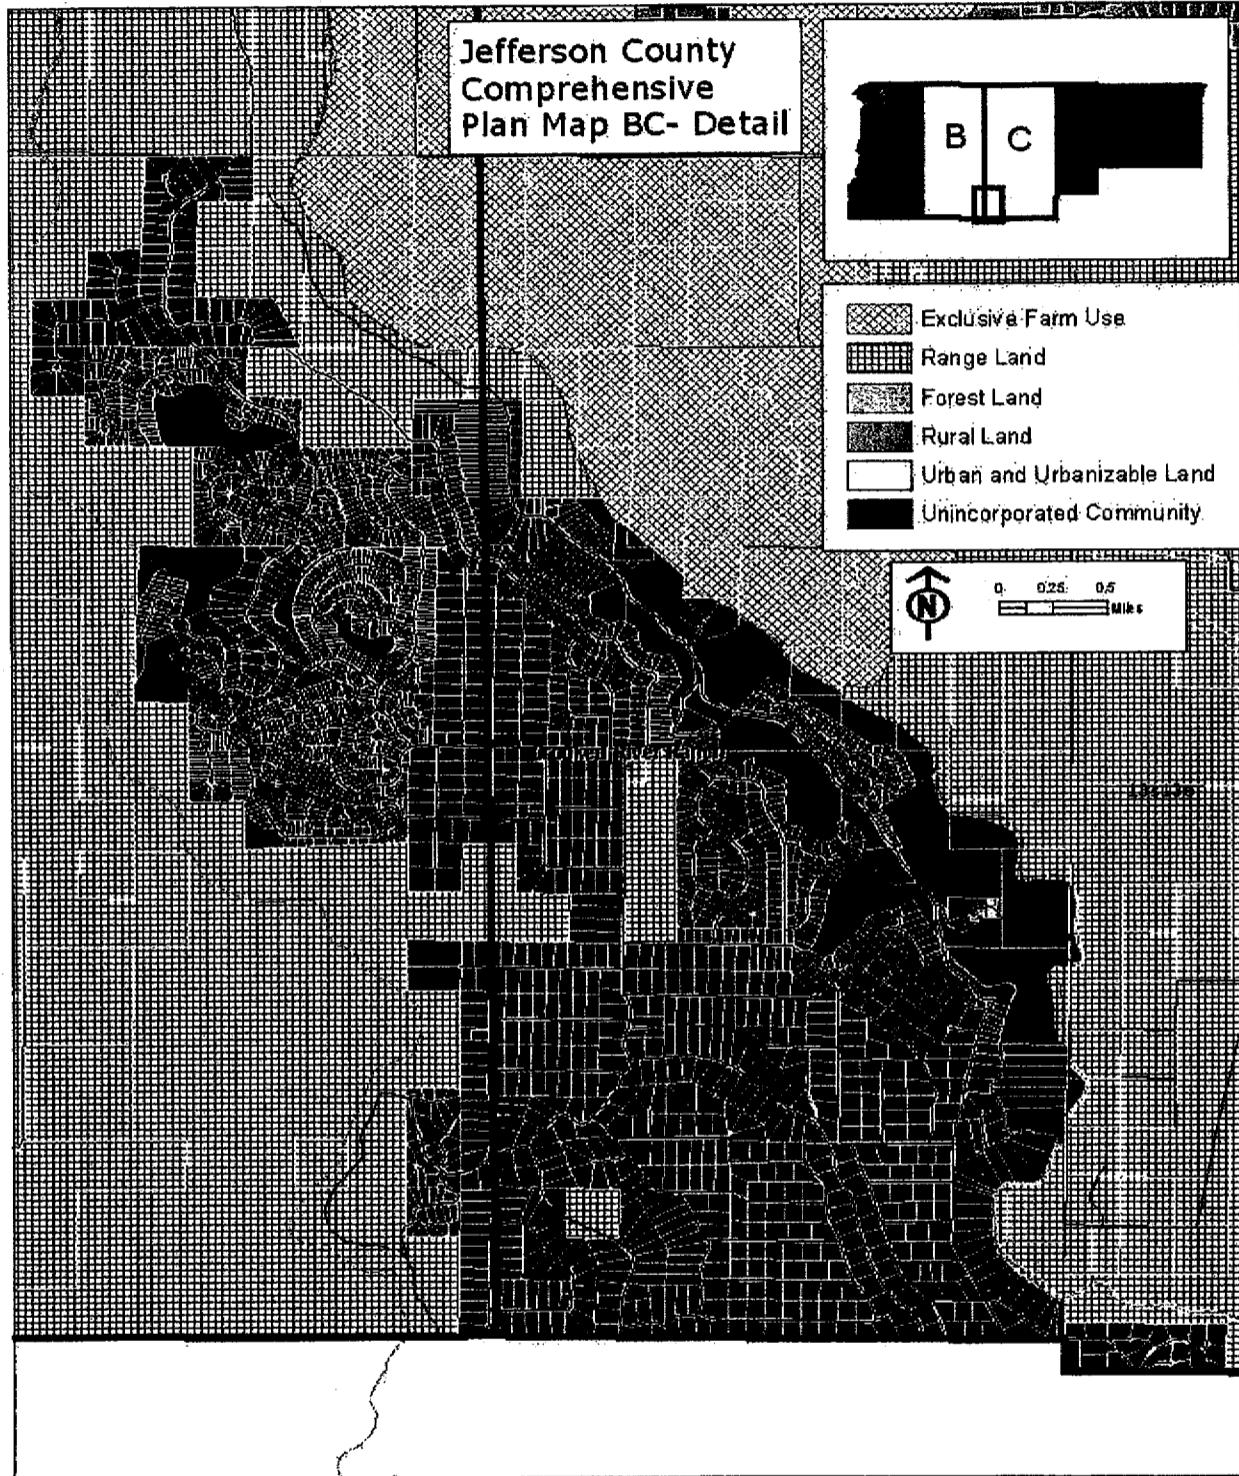 Jefferson County
Comprehensive
Plan Map BC- Detail
B
C
Exclusive Farm Use
Range Land
Forest Land
Rural Land
Urban and Urbanizable Land
Unincorporated Community
N
0 0.25 0.5
Miles